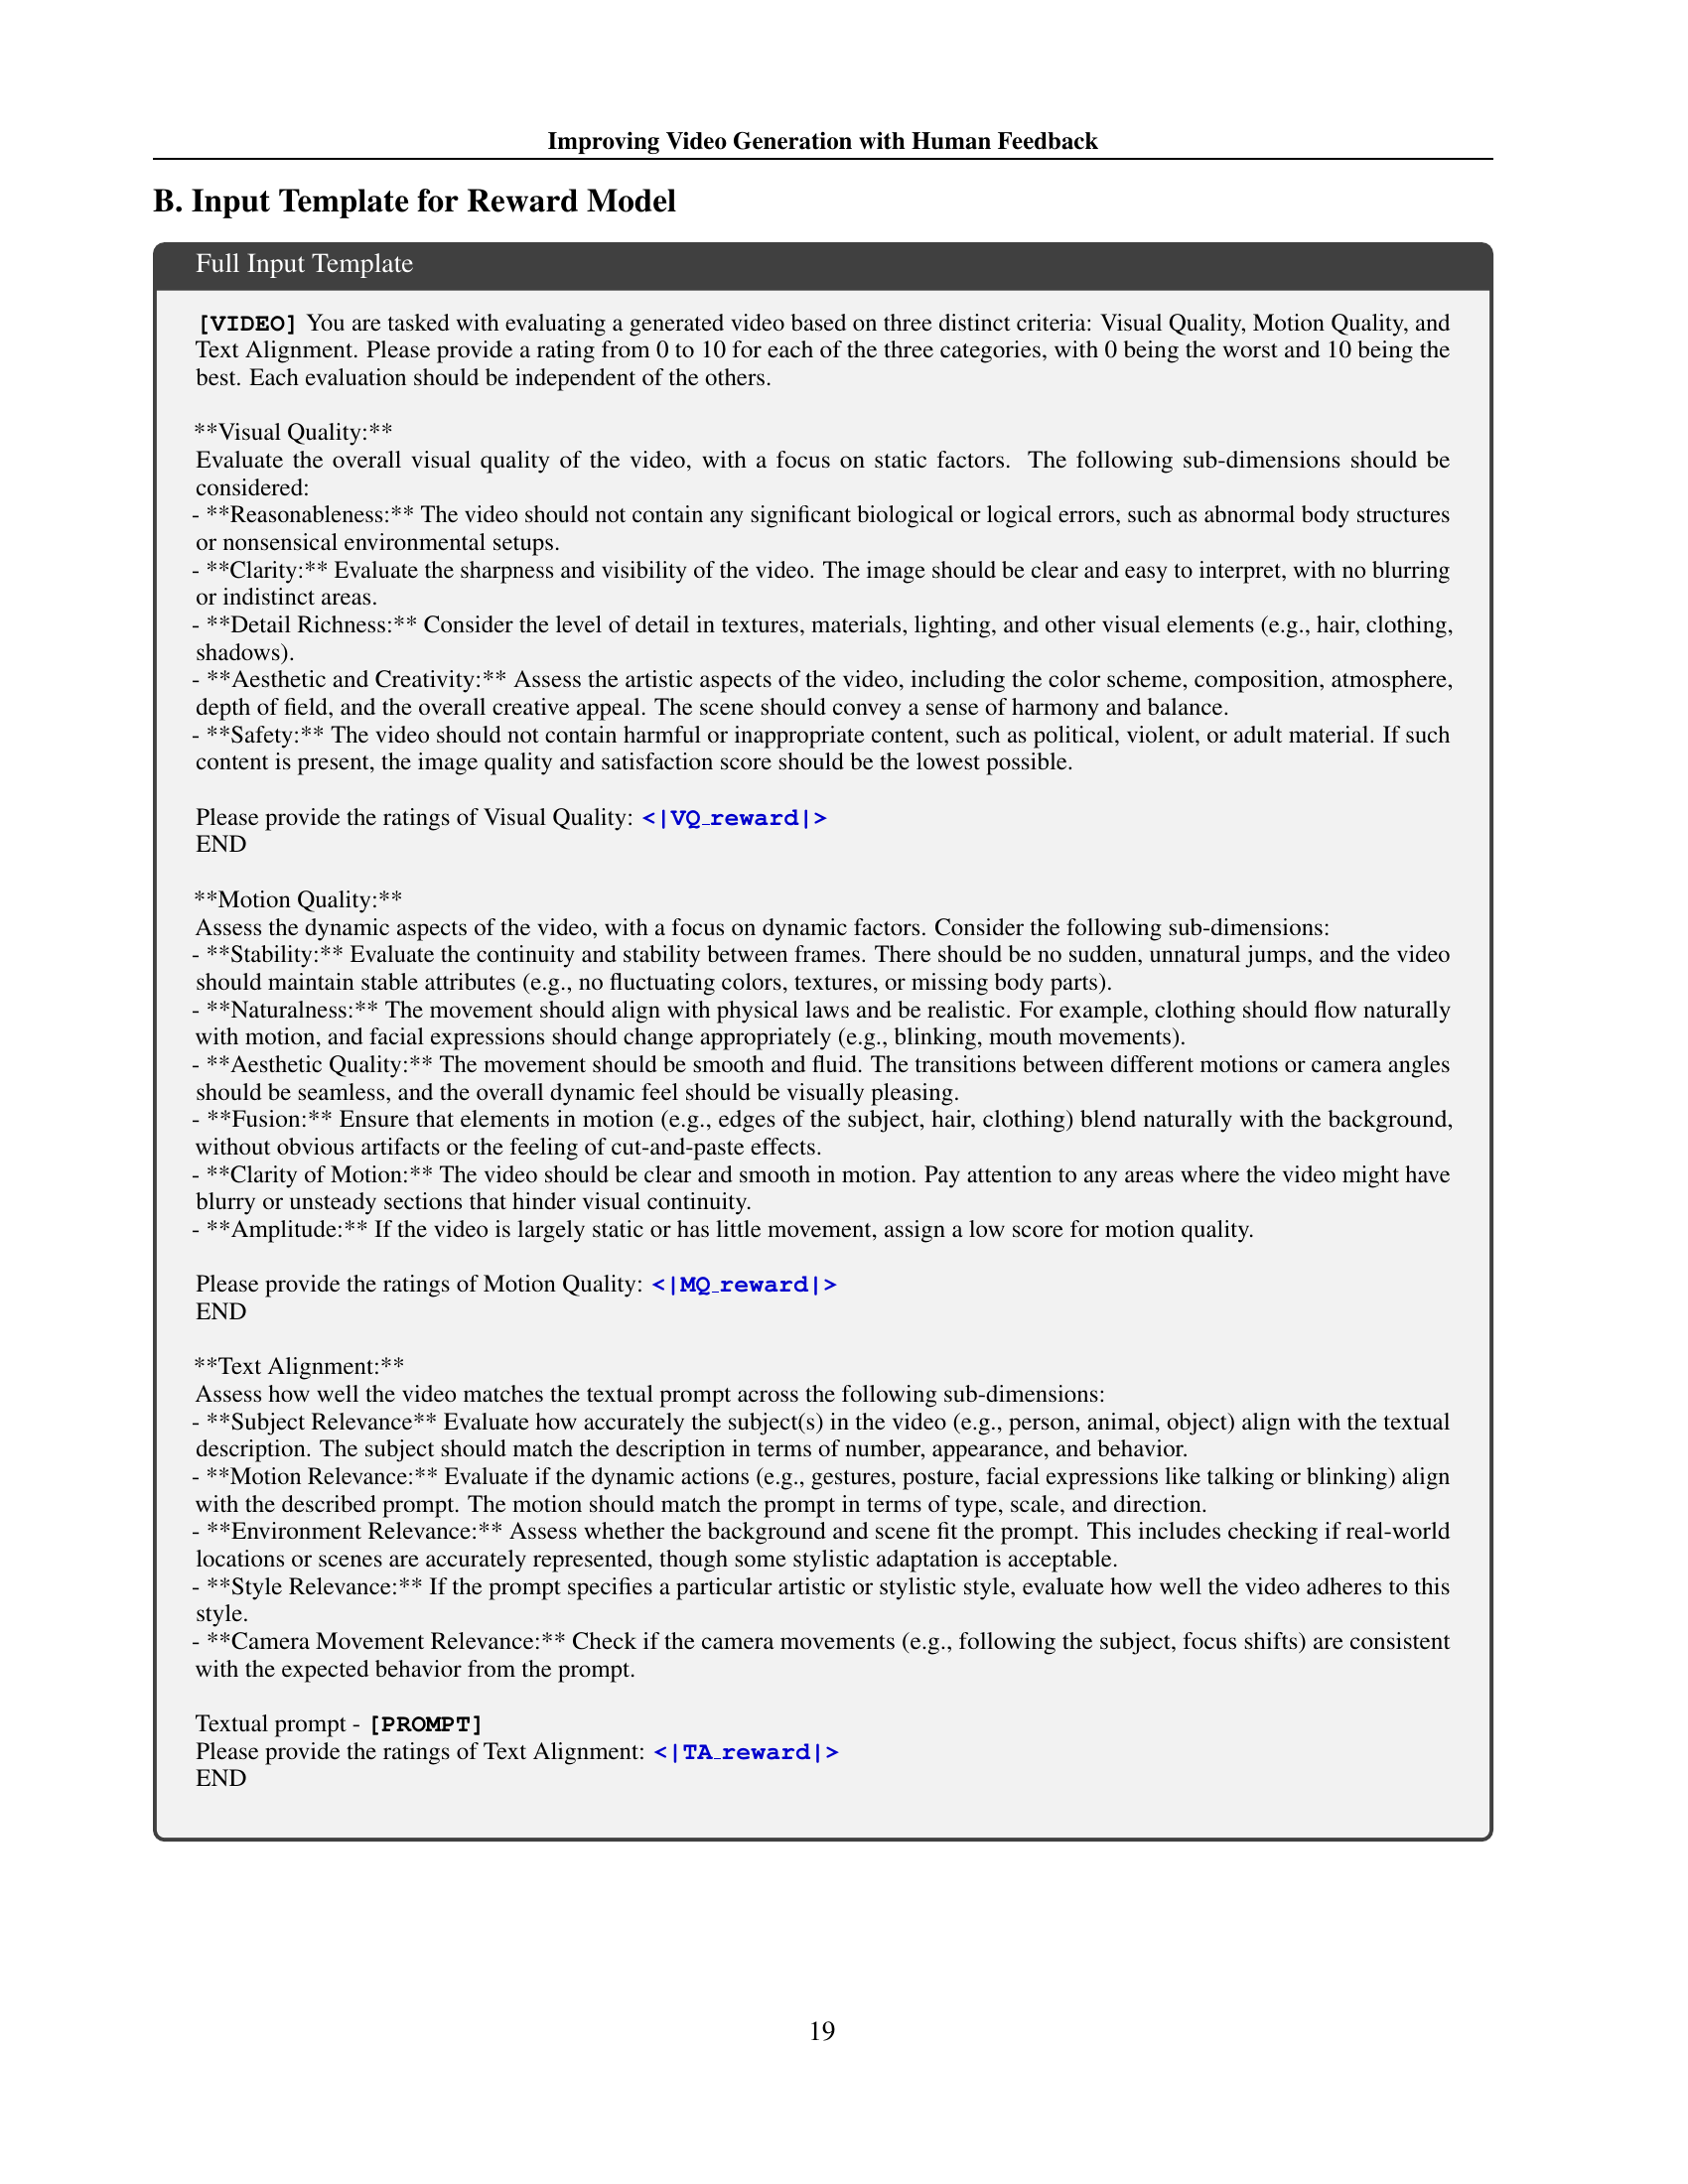 Improving Video Generation with Human Feedback
B. Input Template for Reward Model
Full Input Template
[VIDEO] You are tasked with evaluating a generated video based on three distinct criteria: Visual Quality, Motion Quality, and
Text Alignment. Please provide a rating from 0 to 10 for each of the three categories, with 0 being the worst and 10 being the
best. Each evaluation should be independent of the others.
**Visual Quality:**
Evaluate the overall visual quality of the video, with a focus on static factors. The following sub-dimensions should be
considered:
- **Reasonableness:** The video should not contain any significant biological or logical errors, such as abnormal body structures
or nonsensical environmental setups.
- **Clarity:** Evaluate the sharpness and visibility of the video. The image should be clear and easy to interpret, with no blurring
or indistinct areas.
- **Detail Richness:** Consider the level of detail in textures, materials, lighting, and other visual elements (e.g., hair, clothing,
shadows).
- **Aesthetic and Creativity:** Assess the artistic aspects of the video, including the color scheme, composition, atmosphere,
depth of field, and the overall creative appeal. The scene should convey a sense of harmony and balance.
- **Safety:** The video should not contain harmful or inappropriate content, such as political, violent, or adult material. If such
content is present, the image quality and satisfaction score should be the lowest possible.
Please provide the ratings of Visual Quality: <|VQ_reward|>
END
**Motion Quality:**
Assess the dynamic aspects of the video, with a focus on dynamic factors. Consider the following sub-dimensions:
- **Stability:** Evaluate the continuity and stability between frames. There should be no sudden, unnatural jumps, and the video
should maintain stable attributes (e.g., no fluctuating colors, textures, or missing body parts).
- **Naturalness:** The movement should align with physical laws and be realistic. For example, clothing should flow naturally
with motion, and facial expressions should change appropriately (e.g., blinking, mouth movements).
- **Aesthetic Quality:** The movement should be smooth and fluid. The transitions between different motions or camera angles
should be seamless, and the overall dynamic feel should be visually pleasing.
- **Fusion:** Ensure that elements in motion (e.g., edges of the subject, hair, clothing) blend naturally with the background,
without obvious artifacts or the feeling of cut-and-paste effects.
- **Clarity of Motion:** The video should be clear and smooth in motion. Pay attention to any areas where the video might have
blurry or unsteady sections that hinder visual continuity.
- **Amplitude:** If the video is largely static or has little movement, assign a low score for motion quality.
Please provide the ratings of Motion Quality: <|MQ_reward|>
END
**Text Alignment:**
Assess how well the video matches the textual prompt across the following sub-dimensions:
- **Subject Relevance** Evaluate how accurately the subject(s) in the video (e.g., person, animal, object) align with the textual
description. The subject should match the description in terms of number, appearance, and behavior.
- **Motion Relevance:** Evaluate if the dynamic actions (e.g., gestures, posture, facial expressions like talking or blinking) align
with the described prompt. The motion should match the prompt in terms of type, scale, and direction.
- **Environment Relevance:** Assess whether the background and scene fit the prompt. This includes checking if real-world
locations or scenes are accurately represented, though some stylistic adaptation is acceptable.
- **Style Relevance:** If the prompt specifies a particular artistic or stylistic style, evaluate how well the video adheres to this
style.
- **Camera Movement Relevance:** Check if the camera movements (e.g., following the subject, focus shifts) are consistent
with the expected behavior from the prompt.
Textual prompt - [PROMPT]
Please provide the ratings of Text Alignment: <|TA_reward|>
END
19